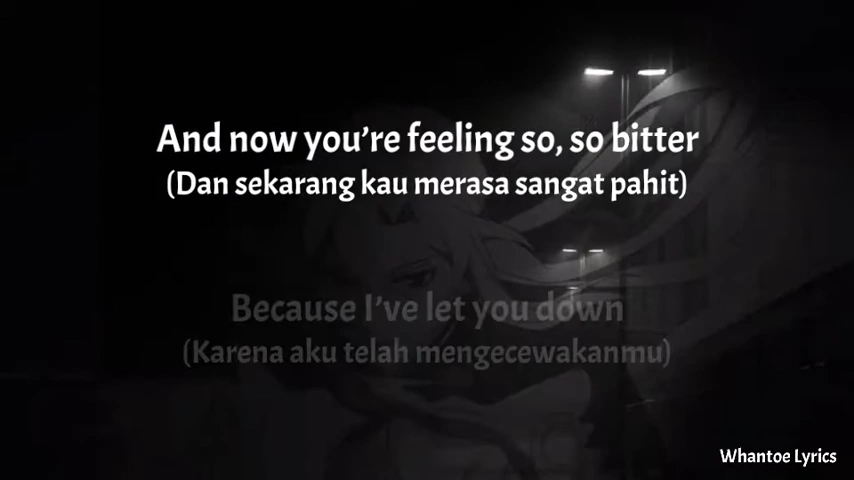 And now you’re feeling so, so bitter
(Dan sekarang kau merasa sangat pahit)
Because I’ve let you down
(Karena aku telah mengecewakanmu)
Whantoe Lyrics